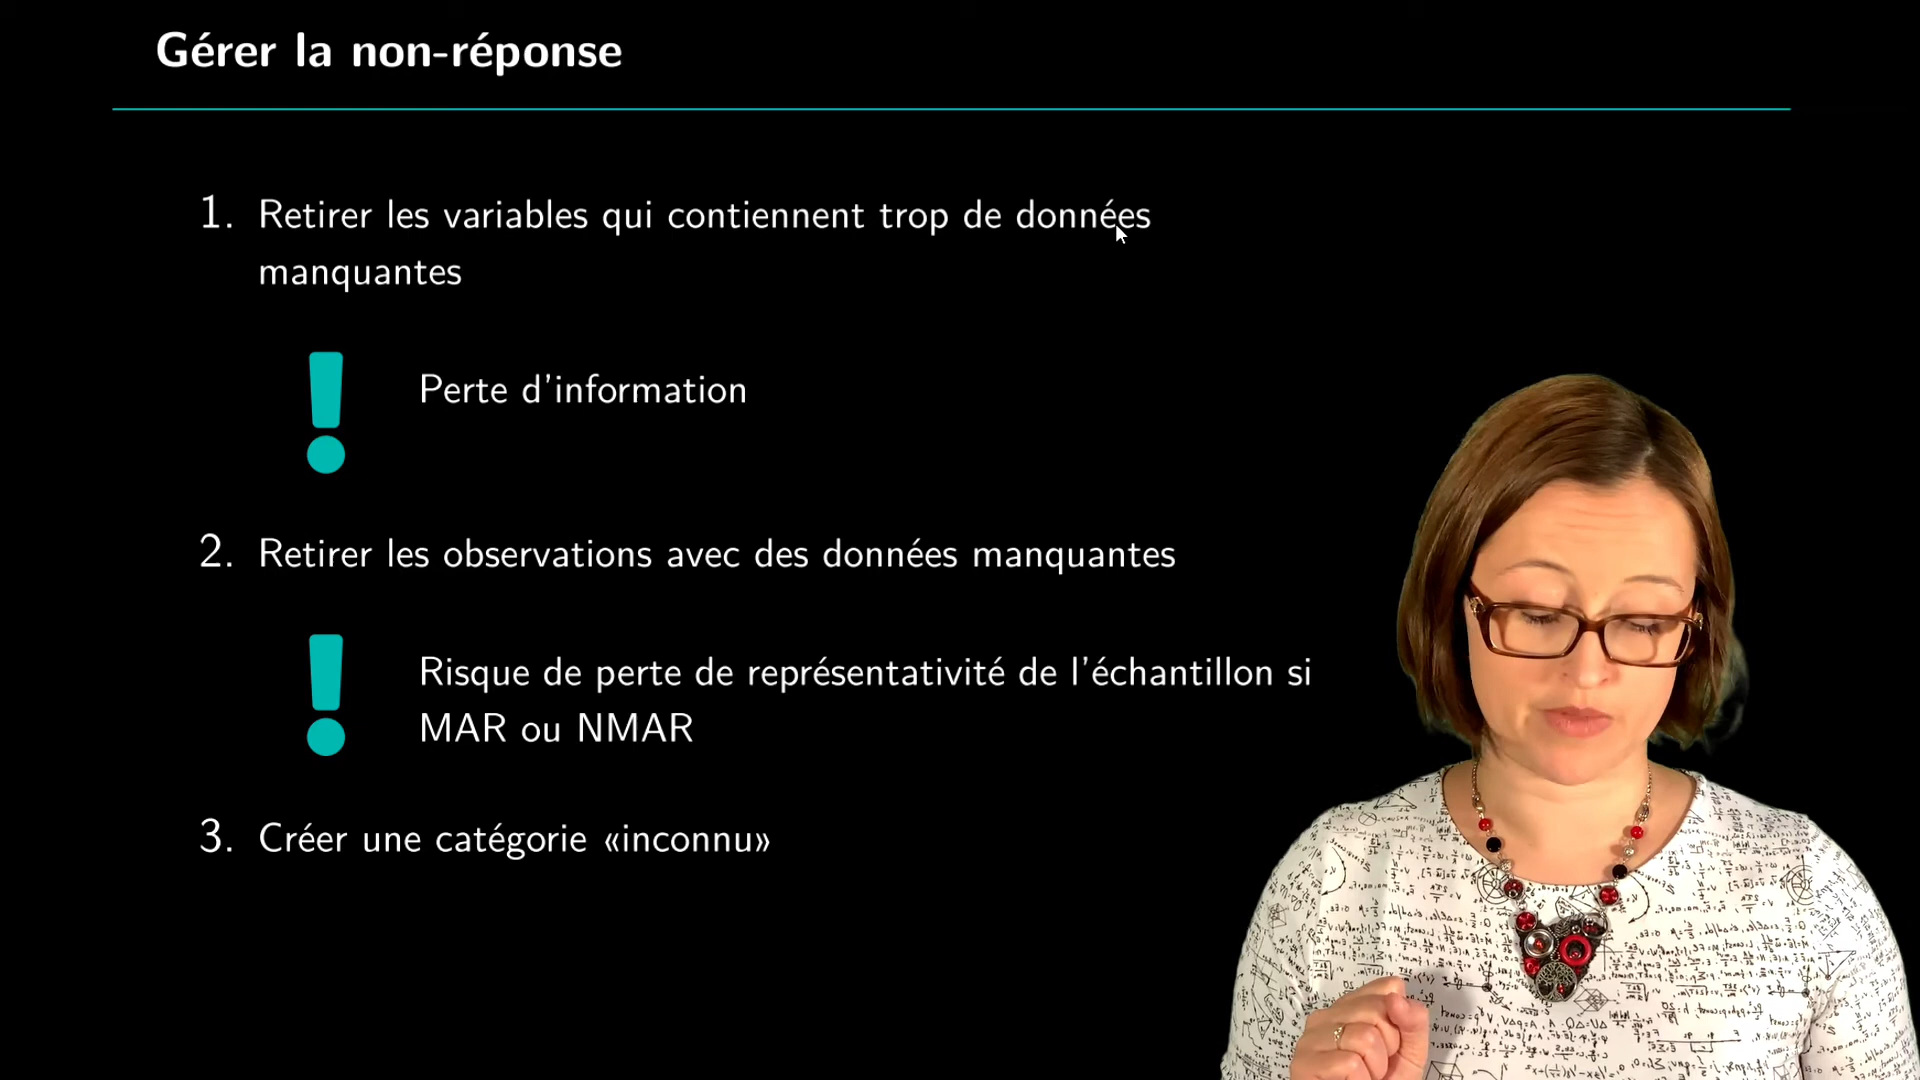 Gérer la non-réponse
1. Retirer les variables qui contiennent trop de données
manquantes
Perte d'information
2. Retirer les observations avec des données manquantes
Risque de perte de représentativité de l'échantillon si
MAR ou NMAR
3. Créer une catégorie «inconnu»